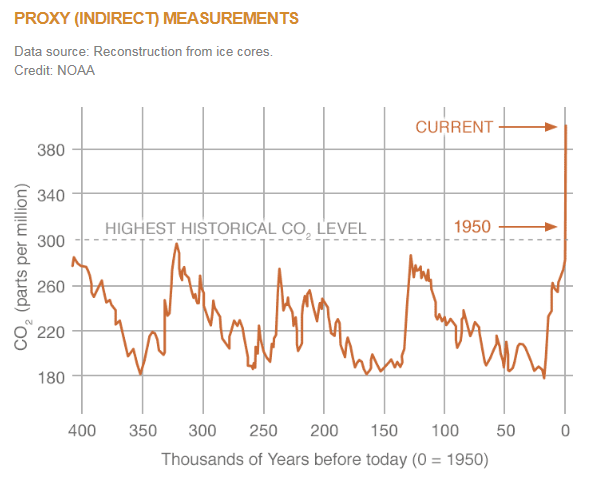 PROXY (INDIRECT) MEASUREMENTS
Data source: Reconstruction from ice cores.
Credit: NOAA
CURRENT
380
340
HIGHEST HISTORICAL CO₂ LEVEL
1950
300
260
220
180
CO₂ (parts per million)
400 350 300 250 200 150 100 50 0
Thousands of Years before today (0 = 1950)